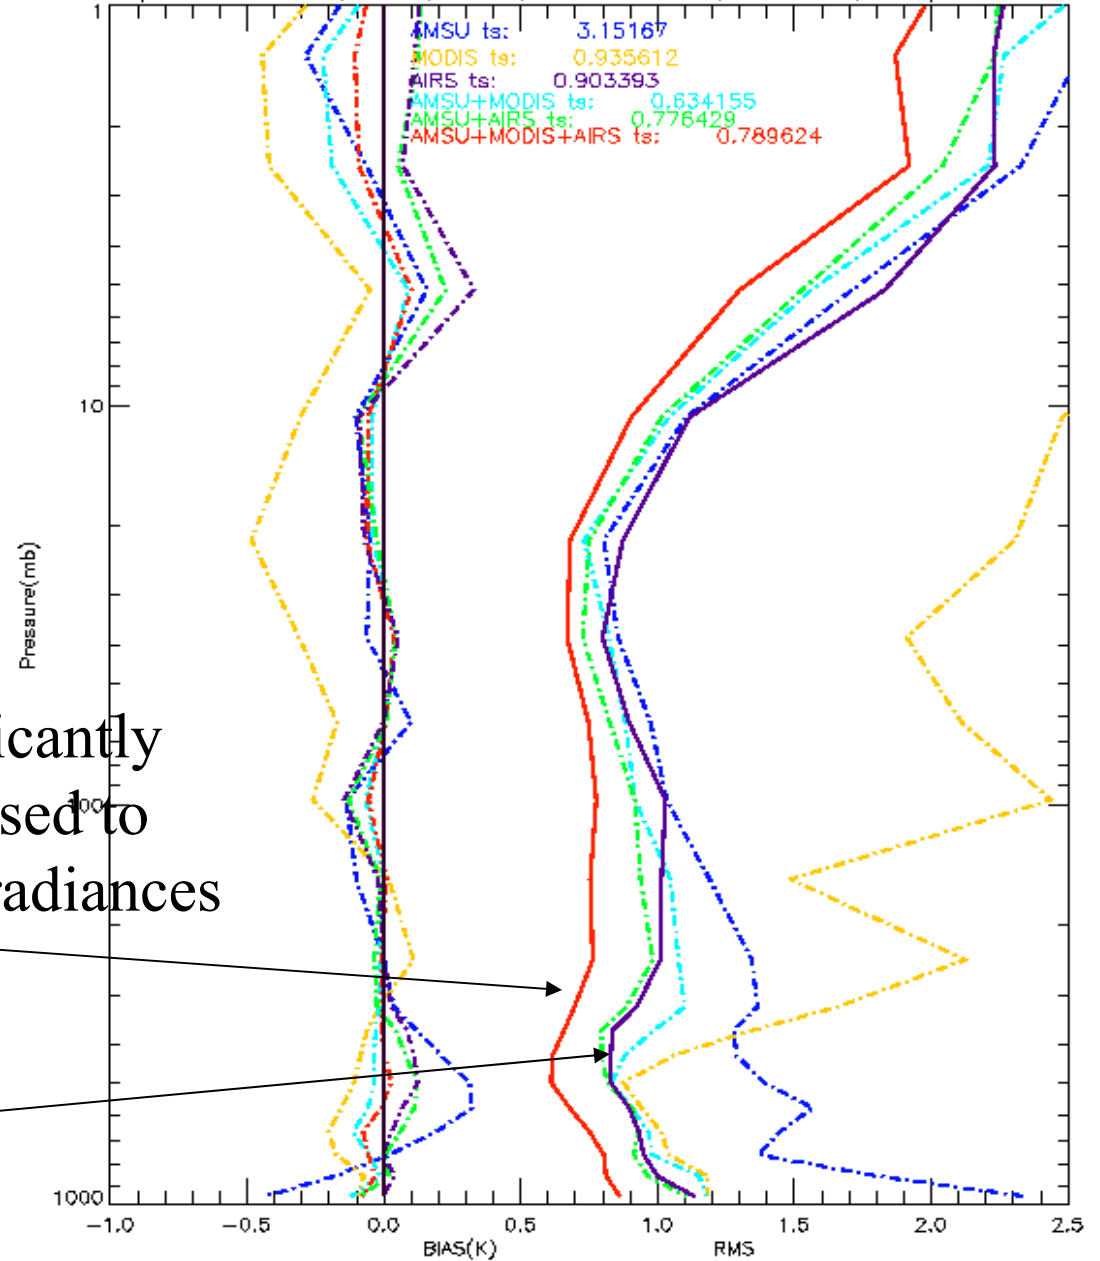 1
AMSU ts: 3.15167
MODIS ts: 0.935612
AIRS ts: 0.903393
AMSU+MODIS ts: 0.634155
AMSU+AIRS ts: 0.776429
AMSU+MODIS+AIRS ts: 0.789624
10
Pressure(mb)
icantly
100
sed to
radiances
1000
-1.0 -0.5 0.0 0.5 1.0 1.5 2.0 2.5
BIAS(K) RMS